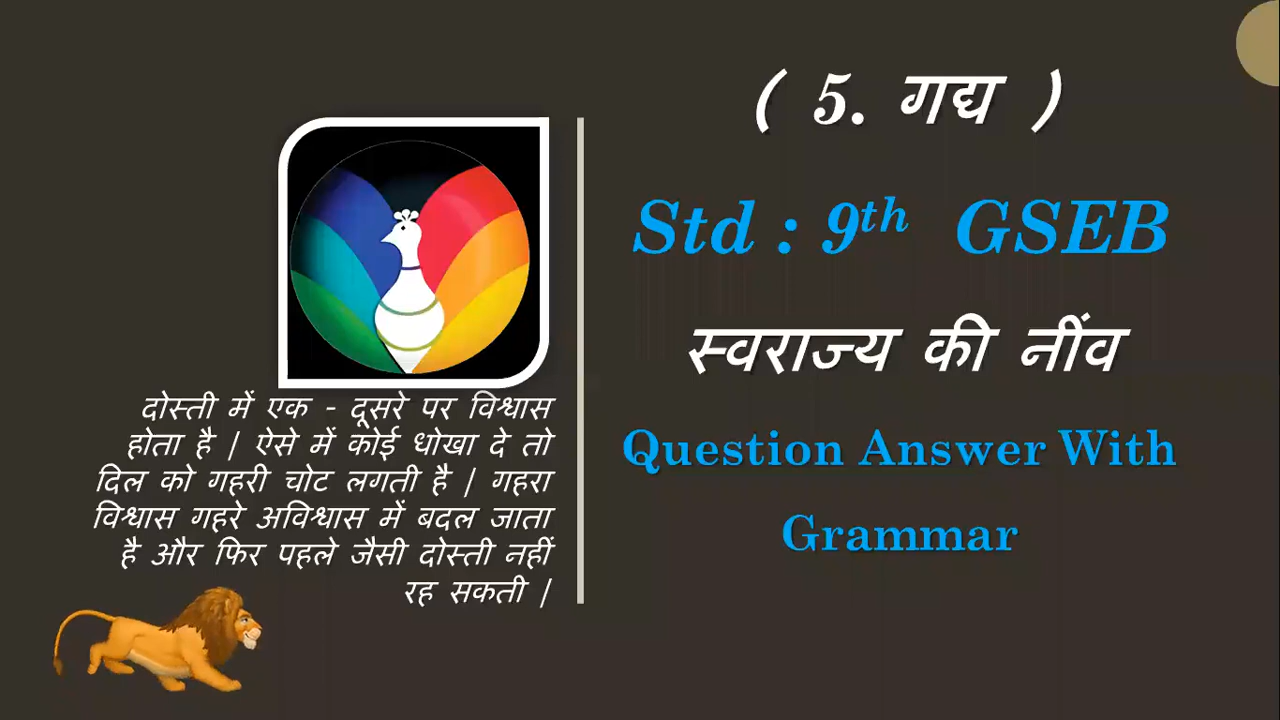 ( 5. गद्य )
Std : 9th GSEB
स्वराज्य की नींव
Question Answer With
Grammar
दोस्ती में एक - दूसरे पर विश्वास
होता है | ऐसे में कोई धोखा दे तो
दिल को गहरी चोट लगती है | गहरा
विश्वास गहरे अविश्वास में बदल जाता
है और फिर पहले जैसी दोस्ती नहीं
रह सकती |